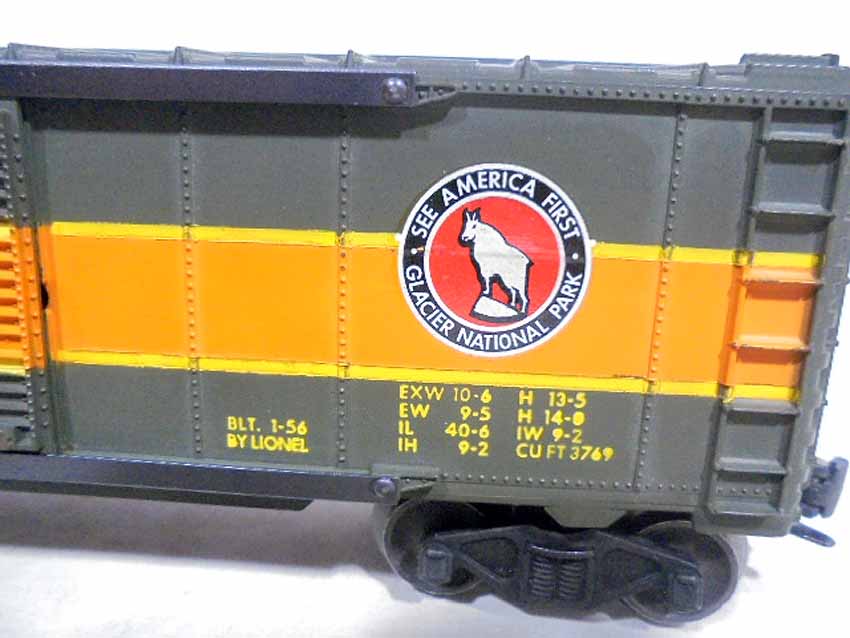 SEE AMERICA FIRST
GLACIER NATIONAL PARK
BLT. 1-56
BY LIONEL
EXW 10-6 H 13-5
EW 9-5 H 14-8
IL 40-6 IW 9-2
IH 9-2 CU FT 3769